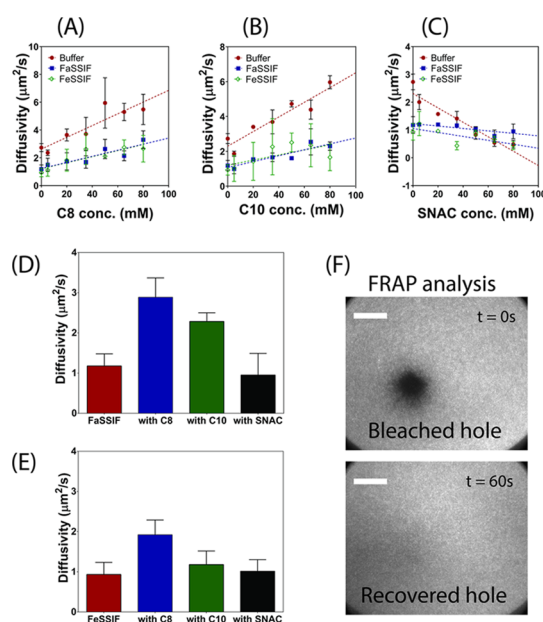 (A)
(B)
(C)
Diffusivity (μm²/s)
10
8
6
4
2
0
Buffer
FaSSIF
FeSSIF
0 20 40 60 80 100
C8 conc. (mM)
Diffusivity (μm²/s)
8
6
4
2
0
Buffer
FaSSIF
FeSSIF
0 20 40 60 80 100
C10 conc. (mM)
Diffusivity (μm²/s)
4
3
2
1
0
-1
Buffer
FaSSIF
FeSSIF
0 20 40 60 80 100
SNAC conc. (mM)
(D)
Diffusivity (μm²/s)
4
3
2
1
0
FaSSIF with C8 with C10 with SNAC
(E)
Diffusivity (μm²/s)
4
3
2
1
0
FeSSIF with C8 with C10 with SNAC
(F)
FRAP analysis
t = 0s
Bleached hole
t = 60s
Recovered hole